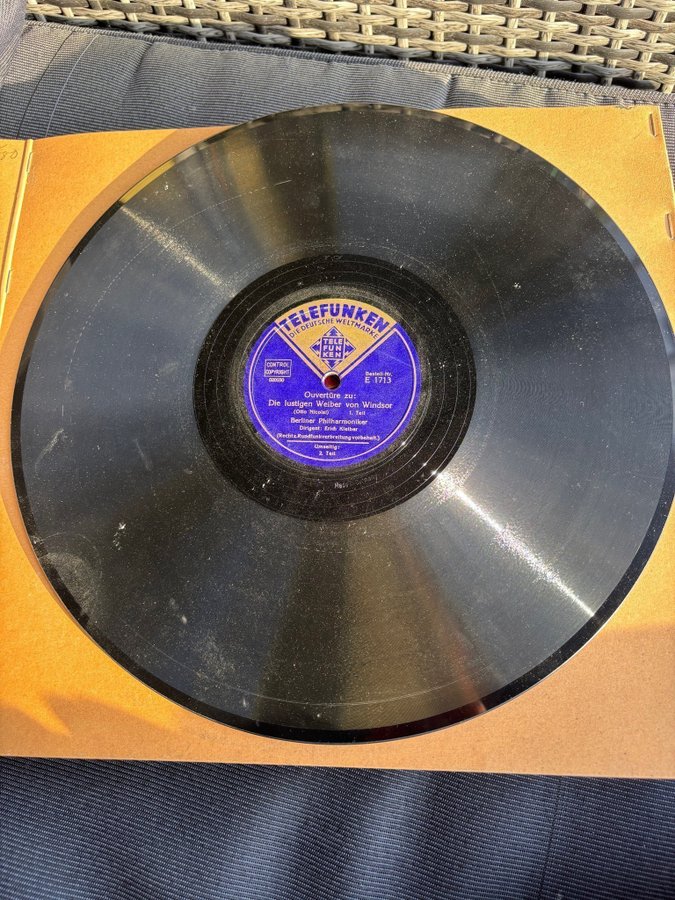 TELEFUNKEN
DIE DEUTSCHE WELTMARKE
TELE
FUN
KEN
CONTROL
COPYRIGHT
020030
Bestell-Nr.
E 1713
Ouvertüre zu:
Die lustigen Weiber von Windsor
(Otto Nicolai) 1. Teil
Berliner Philharmoniker
Dirigent: Erich Kleiber
(Rechte. Rundfunkverbreitung vorbehalt.)
Umseitig:
2. Teil